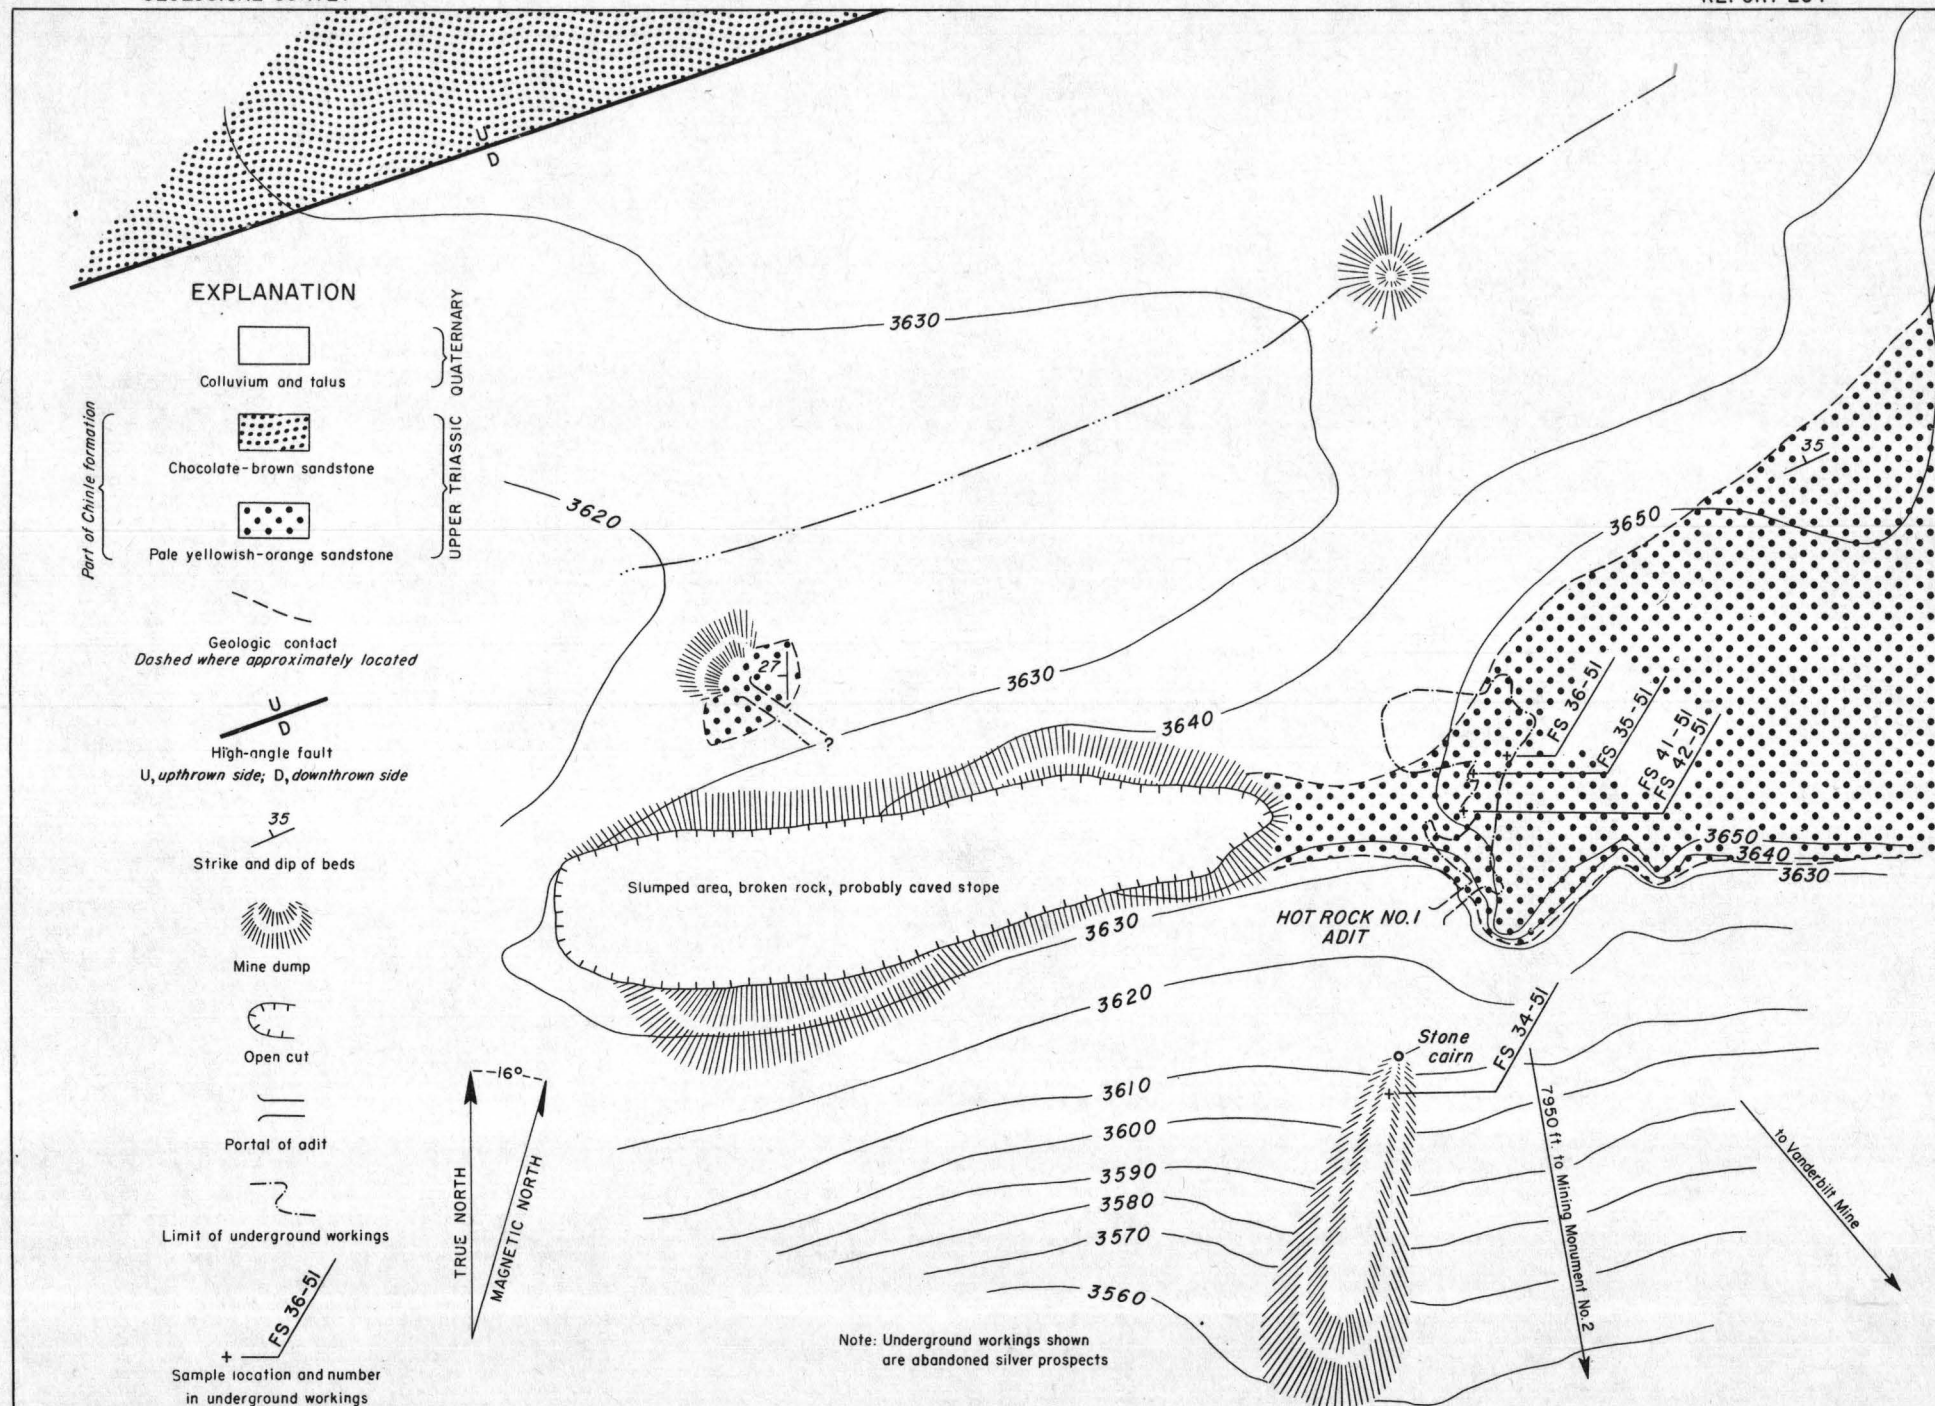 U
D
EXPLANATION
Colluvium and talus
QUATERNARY
Chocolate-brown sandstone
Pale yellowish-orange sandstone
Part of Chinle formation
UPPER TRIASSIC
Geologic contact
Dashed where approximately located
U
D
High-angle fault
U, upthrown side; D, downthrown side
35
Strike and dip of beds
Mine dump
Open cut
Portal of adit
Limit of underground workings
FS 36-51
Sample location and number
in underground workings
16°
TRUE NORTH
MAGNETIC NORTH
3630
3620
35
3650
27
?
3630
3640
FS 36-51
FS 35-51
FS 41-51
FS 42-51
3650
3640
3630
Slumped area, broken rock, probably caved stope
HOT ROCK NO.1
ADIT
3630
3620
FS 34-51
Stone
cairn
3610
3600
3590
3580
3570
3560
7950 ft. to Mining Monument No.2
to Vanderbilt Mine
Note: Underground workings shown
are abandoned silver prospects